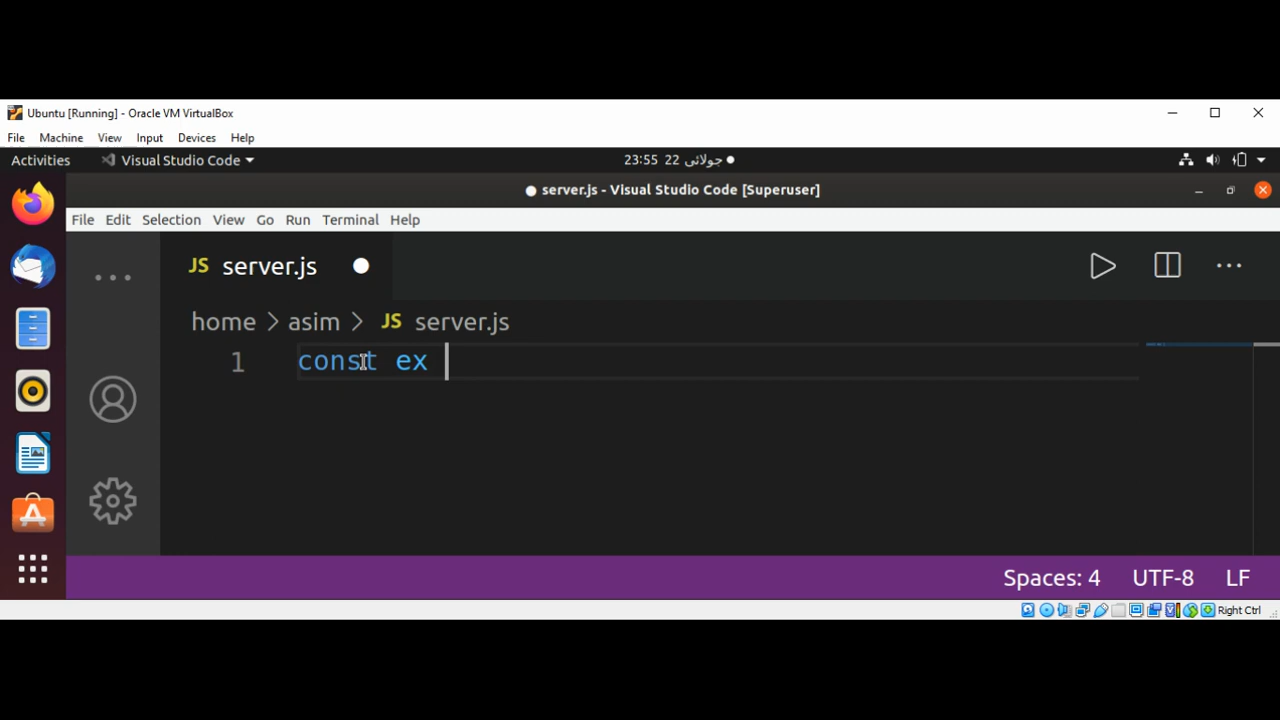 Ubuntu [Running] - Oracle VM VirtualBox
File Machine View Input Devices Help
Activities Visual Studio Code 23:55 22 جولائی
server.js - Visual Studio Code [Superuser]
File Edit Selection View Go Run Terminal Help
JS server.js
home > asim > JS server.js
1 const ex
Spaces: 4 UTF-8 LF
Right Ctrl